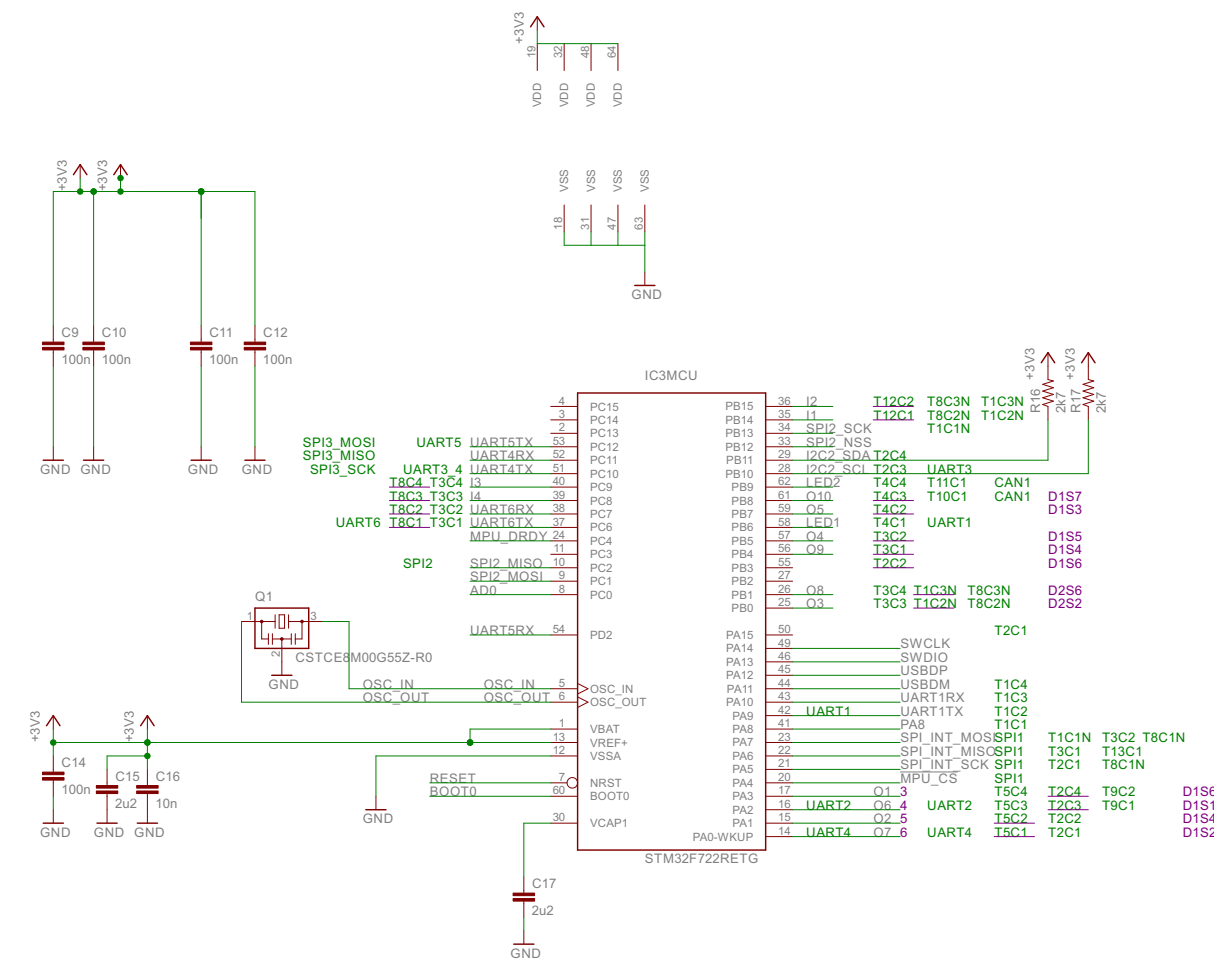 +3V3
19 32 48 64
VDD VDD VDD VDD
VSS VSS VSS VSS
18 31 47 63
GND
+3V3 +3V3
C9 C10 C11 C12
100n 100n 100n 100n
GND GND GND GND
+3V3 +3V3
R16 2k7 R17 2k7
IC3MCU
4 PC15 PB15 36 I2 T12C2 T8C3N T1C3N
3 PC14 PB14 35 I1 T12C1 T8C2N T1C2N
2 PC13 PB13 34 SPI2_SCK T1C1N
SPI3_MOSI UART5 UART5TX 53 PC12 PB12 33 SPI2_NSS
SPI3_MISO UART4RX 52 PC11 PB11 29 I2C2_SDA T2C4
SPI3_SCK UART3_4 UART4TX 51 PC10 PB10 28 I2C2_SCL T2C3 UART3
T8C4 T3C4 I3 40 PC9 PB9 62 LED2 T4C4 T11C1 CAN1
T8C3 T3C3 I4 39 PC8 PB8 61 O10 T4C3 T10C1 CAN1 D1S7
T8C2 T3C2 UART6RX 38 PC7 PB7 59 O5 T4C2 D1S3
UART6 T8C1 T3C1 UART6TX 37 PC6 PB6 58 LED1 T4C1 UART1
MPU_DRDY 24 PC4 PB5 57 O4 T3C2 D1S5
11 PC3 PB4 56 O9 T3C1 D1S4
SPI2 SPI2_MISO 10 PC2 PB3 55 T2C2 D1S6
SPI2_MOSI 9 PC1 PB2 27
AD0 8 PC0 PB1 26 O8 T3C4 T1C3N T8C3N D2S6
PB0 25 O3 T3C3 T1C2N T8C2N D2S2
Q1
1 3
2
CSTCE8M00G55Z-R0
GND
UART5RX 54 PD2 PA15 50 T2C1
PA14 49 SWCLK
PA13 46 SWDIO
PA12 45 USBDP
OSC_IN OSC_IN 5 OSC_IN PA11 44 USBDM T1C4
OSC_OUT OSC_OUT 6 OSC_OUT PA10 43 UART1RX T1C3
PA9 42 UART1 UART1TX T1C2
+3V3 +3V3
1 VBAT PA8 41 PA8 T1C1
13 VREF+ PA7 23 SPI_INT_MOSI SPI1 T1C1N T3C2 T8C1N
12 VSSA PA6 22 SPI_INT_MISO SPI1 T3C1 T13C1
PA5 21 SPI_INT_SCK SPI1 T2C1 T8C1N
RESET 7 NRST PA4 20 MPU_CS SPI1
BOOT0 60 BOOT0 PA3 17 O1 3 T5C4 T2C4 T9C2 D1S6
PA2 16 UART2 O6 4 UART2 T5C3 T2C3 T9C1 D1S1
30 VCAP1 PA1 15 O2 5 T5C2 T2C2 D1S4
PA0-WKUP 14 UART4 O7 6 UART4 T5C1 T2C1 D1S2
C14 C15 C16
100n 2u2 10n
GND GND GND GND
STM32F722RETG
C17
2u2
GND